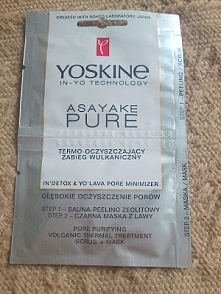 CREATED WITH ROHTO LABORATORY, JAPAN
YOSKINE
IN-YO TECHNOLOGY
ASAYAKE
PURE
TERMO-OCZYSZCZAJĄCY
ZABIEG WULKANICZNY
IN'DETOX & YO'LAVA PORE MINIMIZER
GŁĘBOKIE OCZYSZCZENIE PORÓW
STEP 1 – SAUNA-PEELING ZEOLITOWY
STEP 2 – CZARNA MASKA Z LAWY
PORE PURIFYING
VOLCANIC THERMAL TREATMENT
SCRUB + MASK
STEP 1 - PEELING / SCRUB
STEP 2 - MASKA / MASK